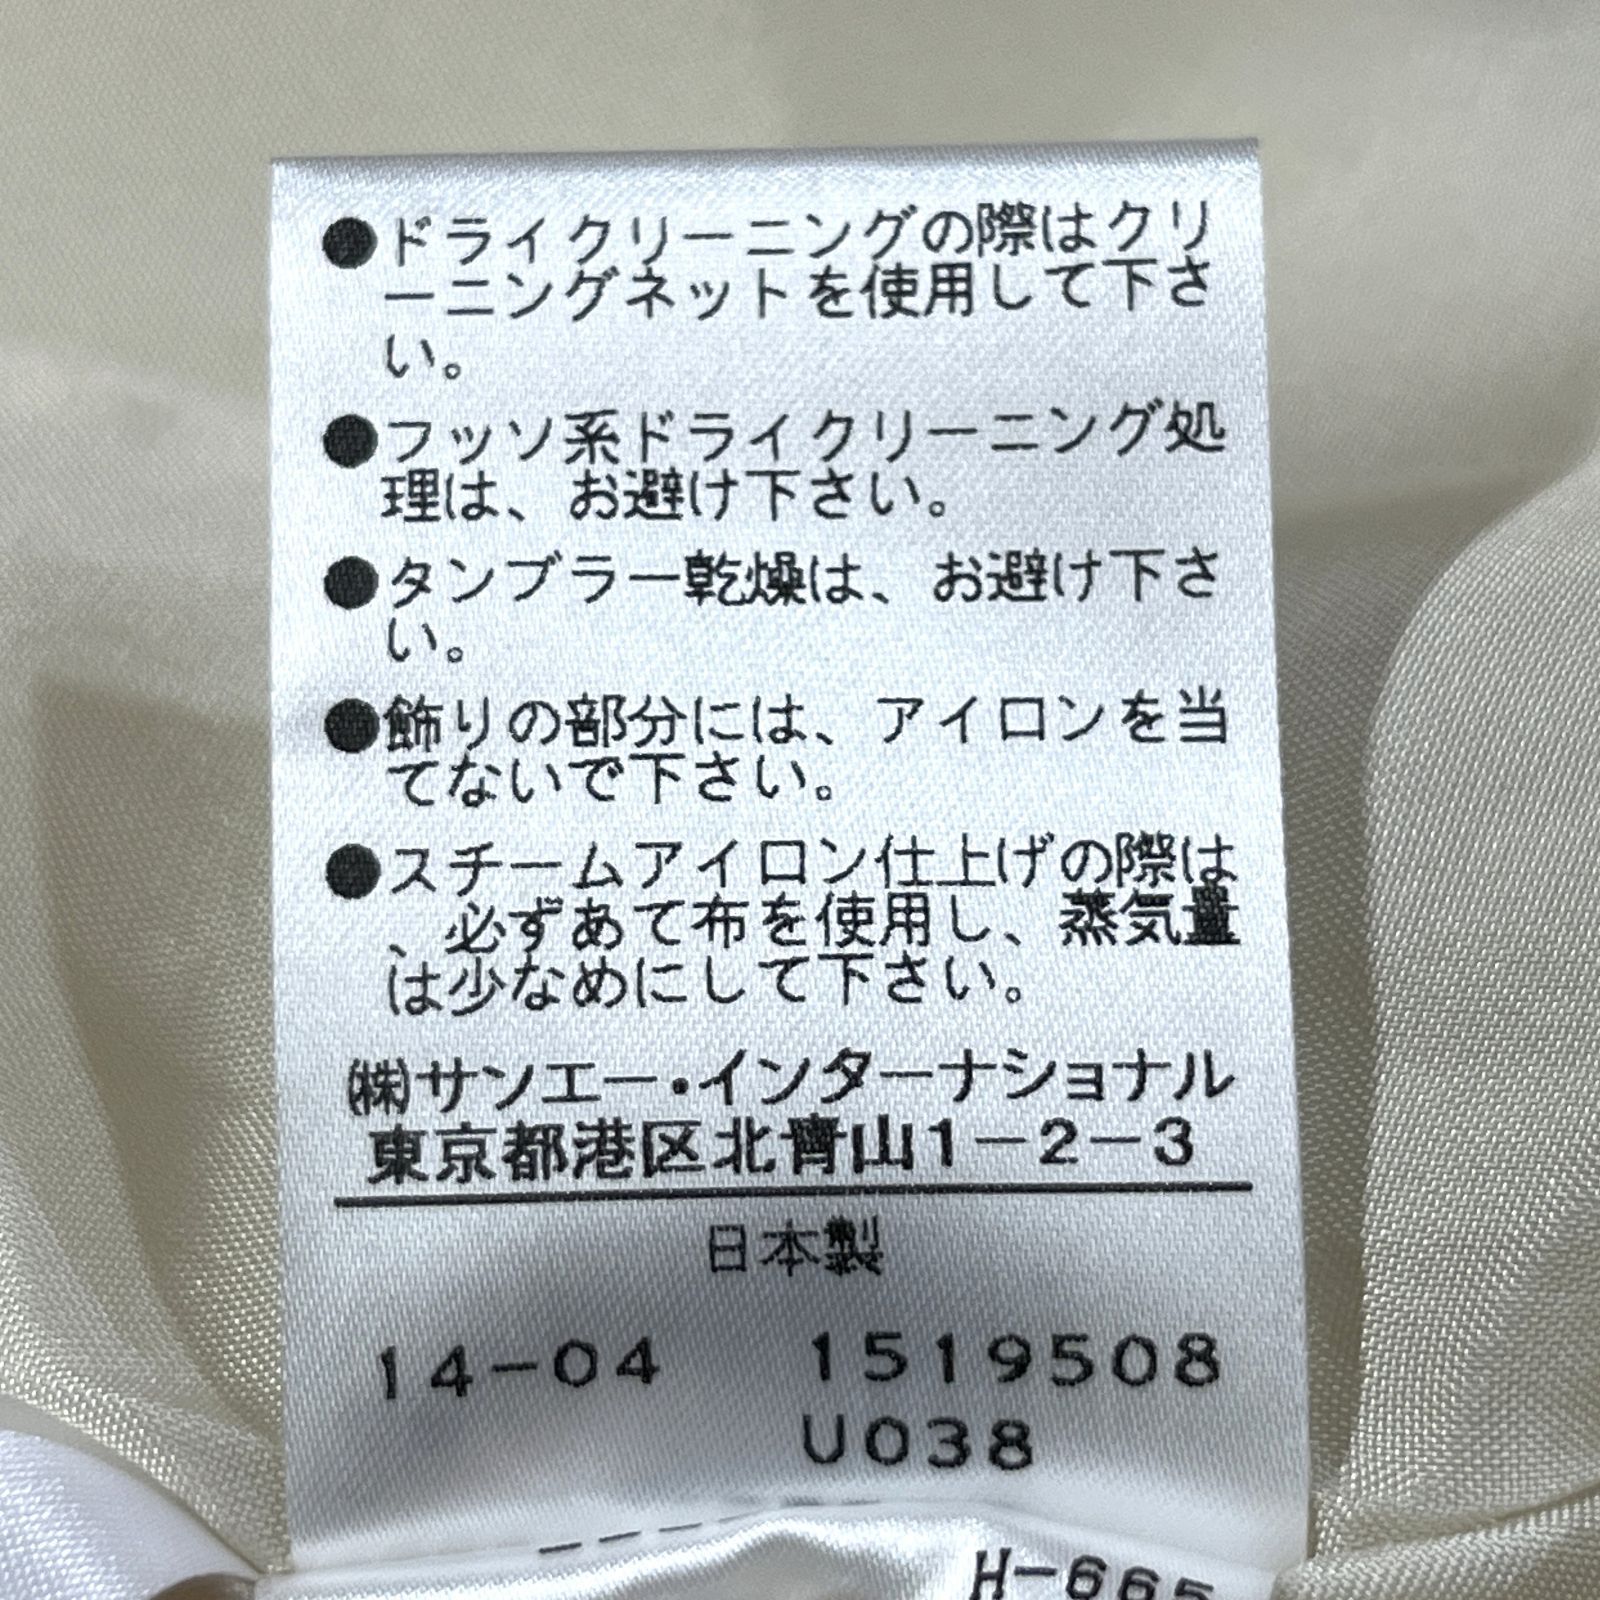 ●ドライクリーニングの際はクリ
ーニングネットを使用して下さ
い。
●フッソ系ドライクリーニング処
理は、お避け下さい。
●タンブラー乾燥は、お避け下さ
い。
●飾りの部分には、アイロンを当
てないで下さい。
●スチームアイロン仕上げの際は
、必ずあて布を使用し、蒸気量
は少なめにして下さい。
(株)サンエー・インターナショナル
東京都港区北青山1-2-3
日本製
14-04 1519508
U038
H-665